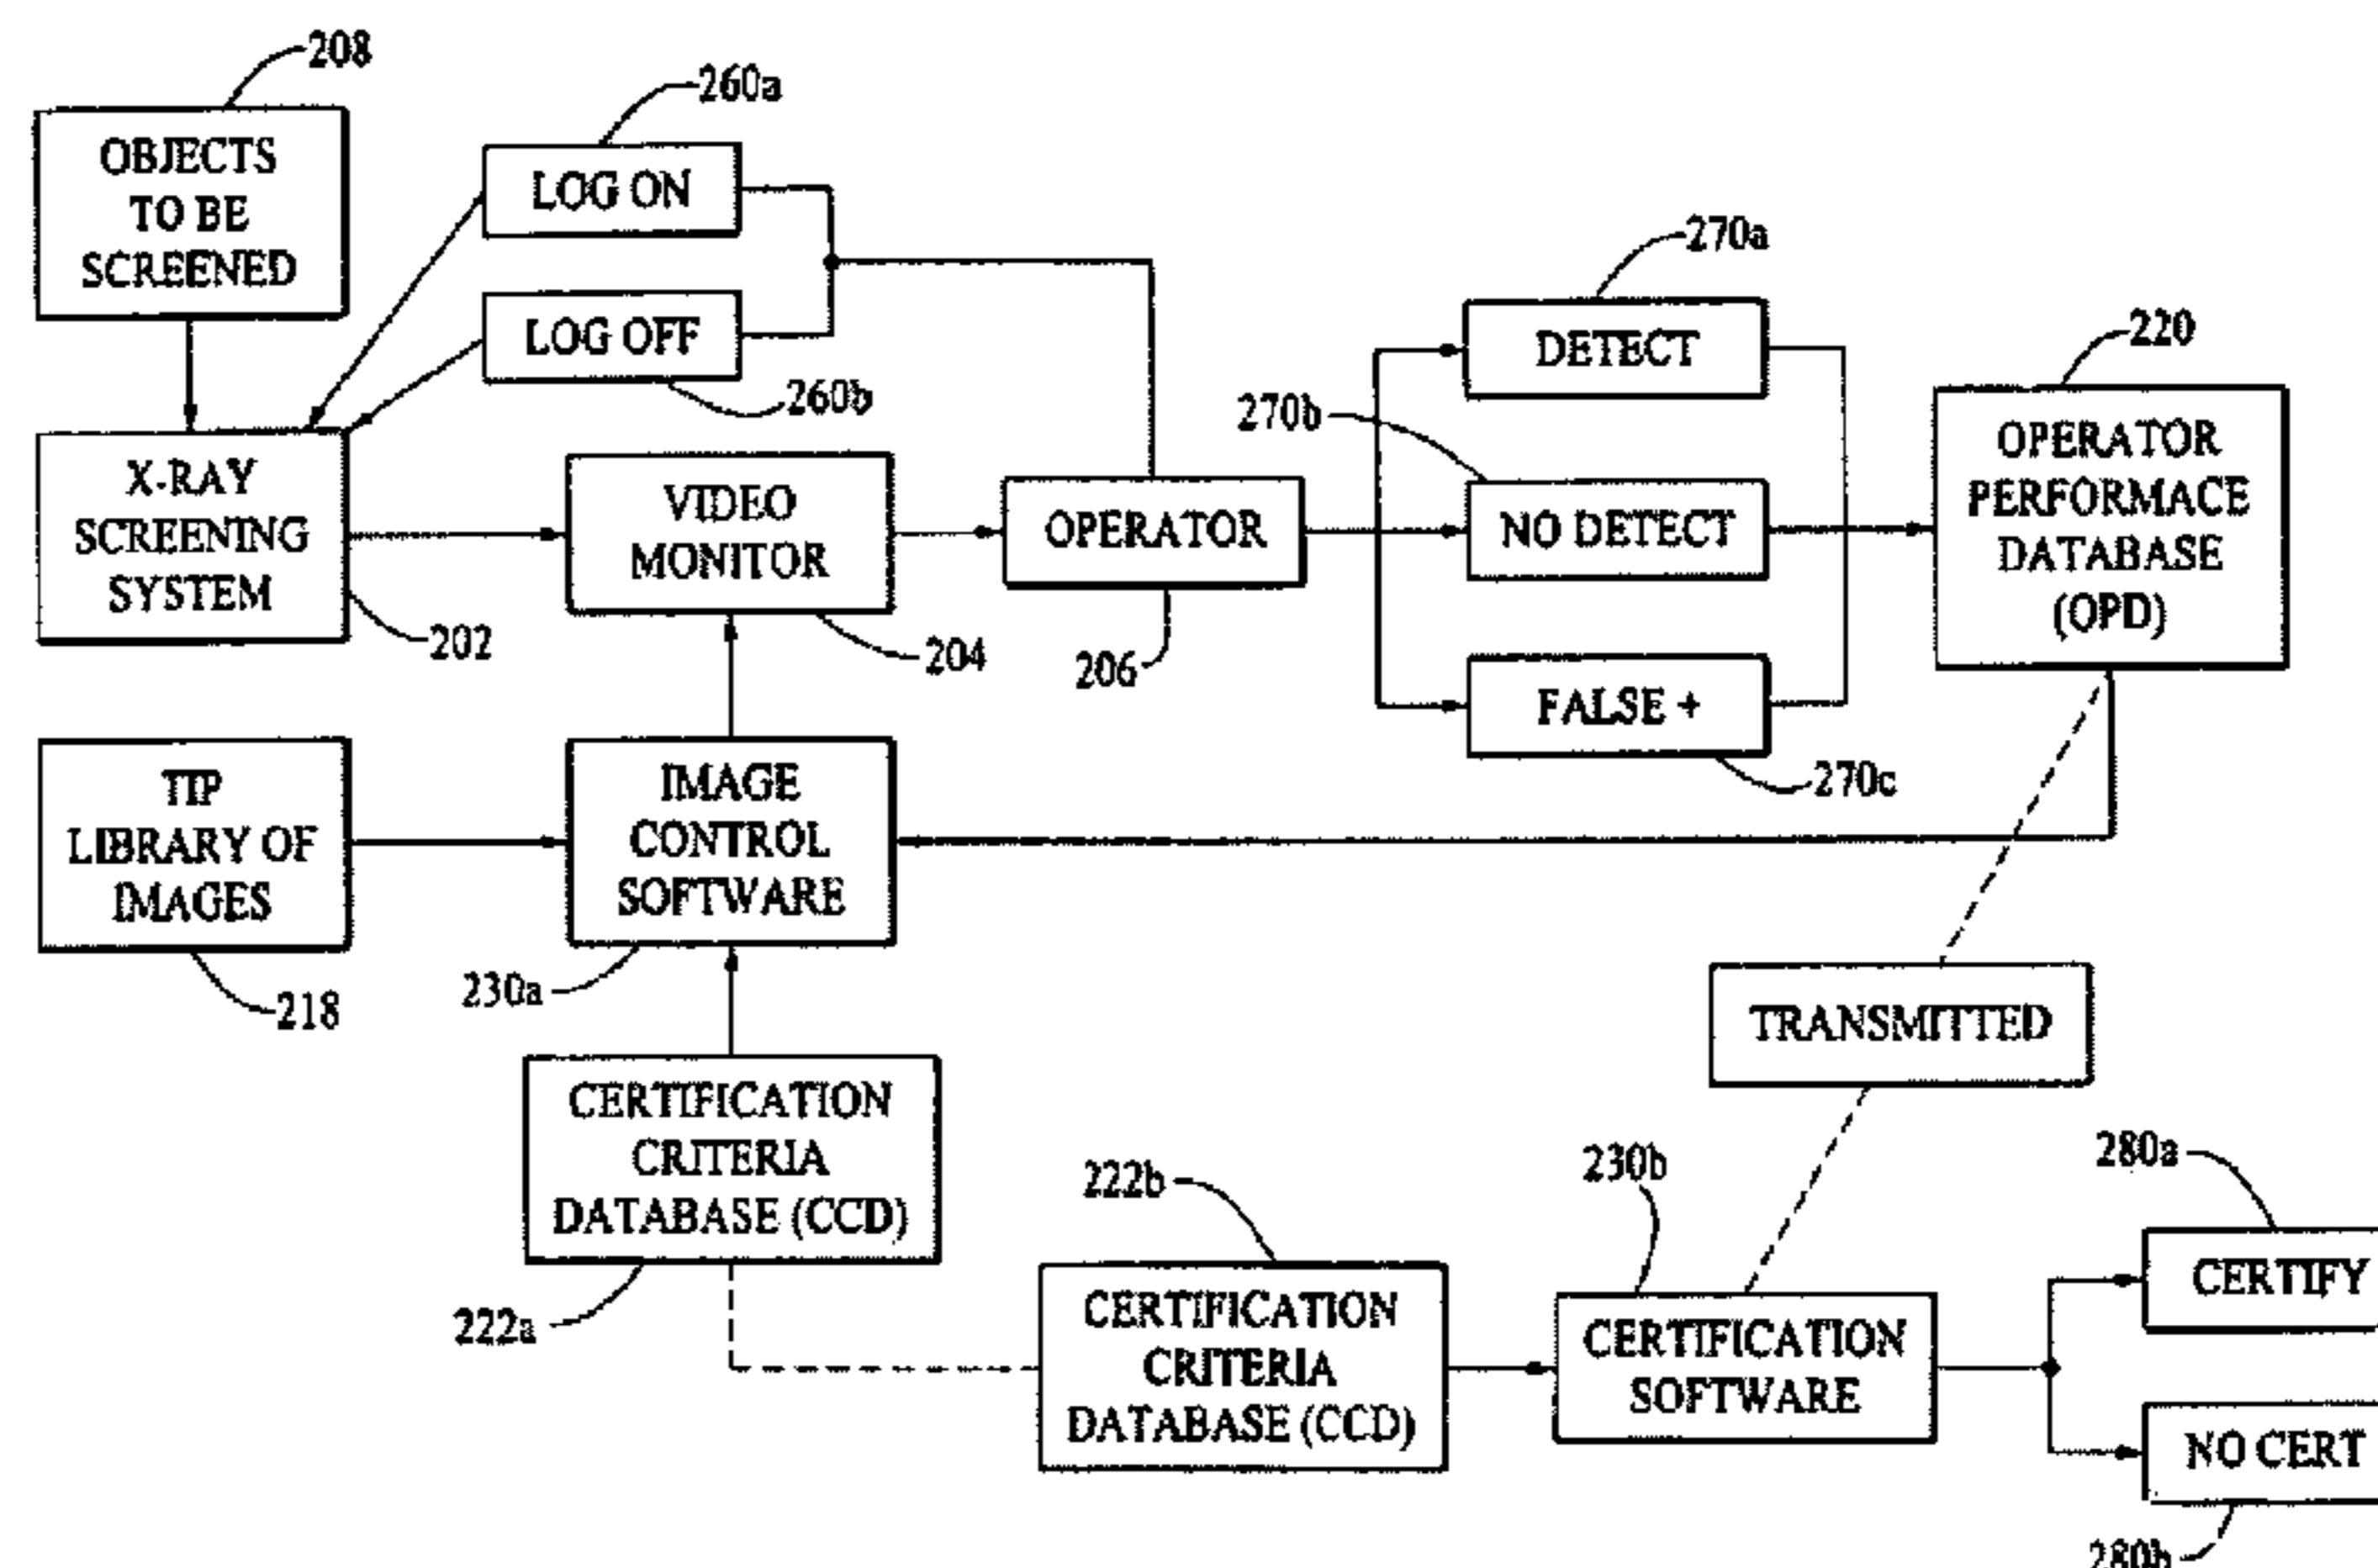 208
260a
OBJECTS
TO BE
SCREENED
LOG ON
LOG OFF
260b
270a
DETECT
220
270b
X-RAY
SCREENING
SYSTEM
202
VIDEO
MONITOR
204
OPERATOR
206
NO DETECT
OPERATOR
PERFORMACE
DATABASE
(OPD)
FALSE +
270c
TIP
LIBRARY OF
IMAGES
218
IMAGE
CONTROL
SOFTWARE
230a
TRANSMITTED
CERTIFICATION
CRITERIA
DATABASE (CCD)
222a
222b
230b
280a
CERTIFICATION
CRITERIA
DATABASE (CCD)
CERTIFICATION
SOFTWARE
CERTIFY
NO CERT
280b